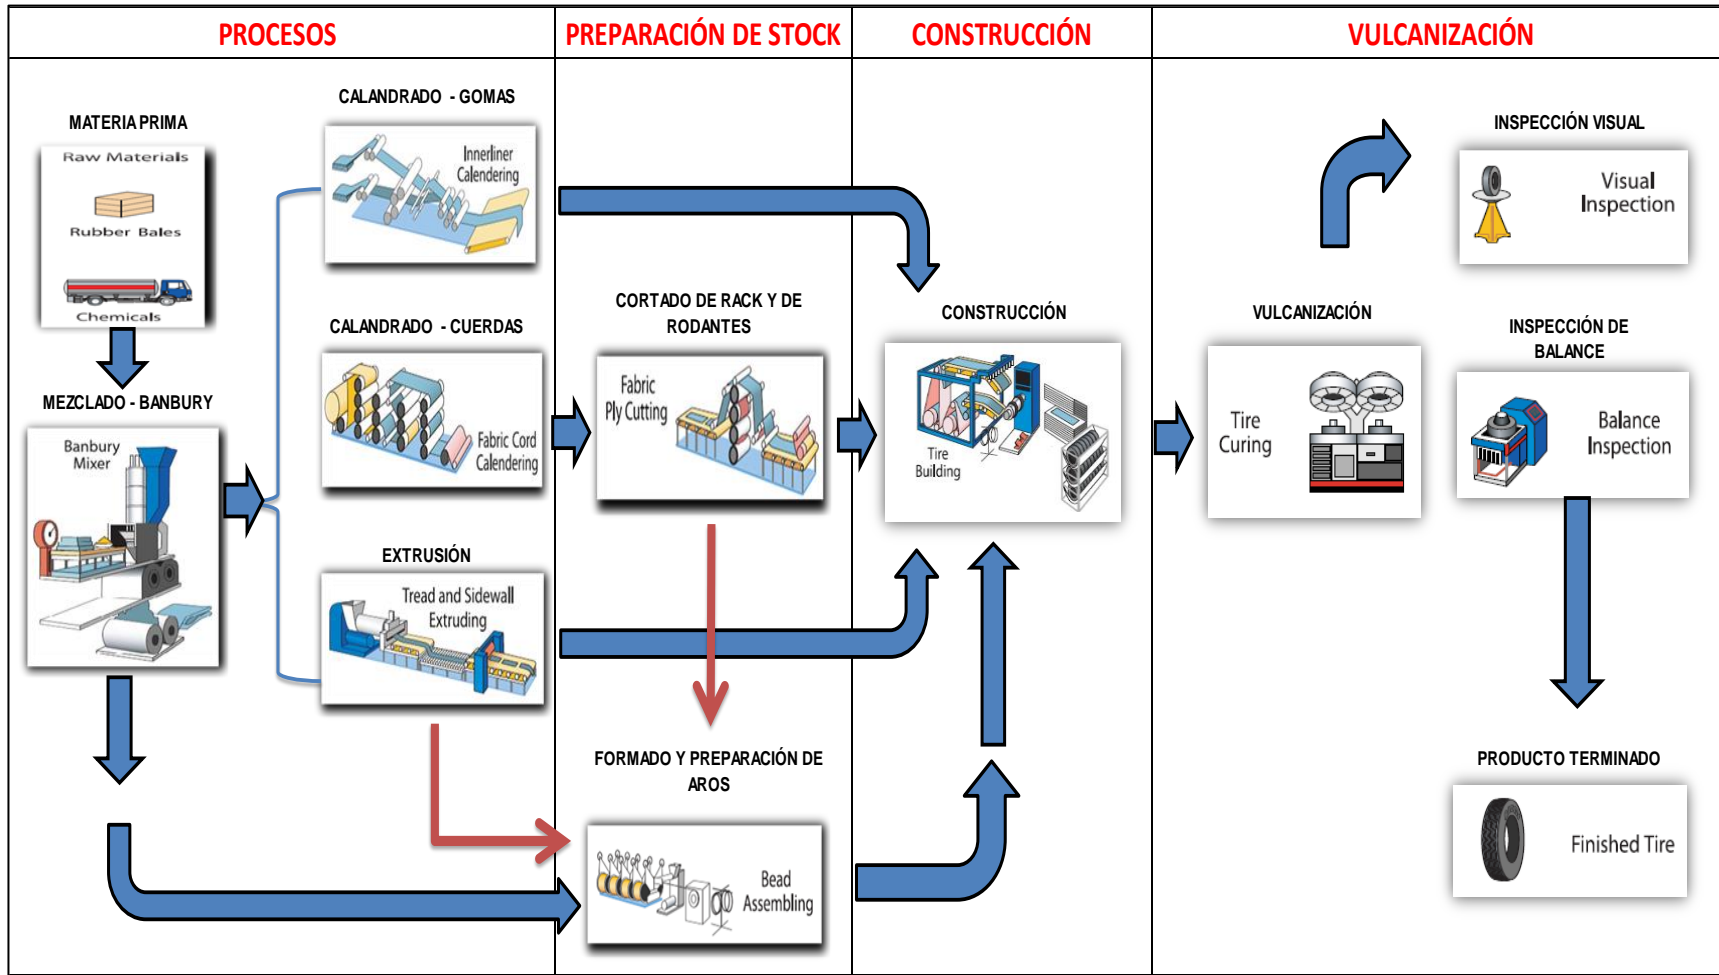 PROCESOS
PREPARACIÓN DE STOCK
CONSTRUCCIÓN
VULCANIZACIÓN
MATERIA PRIMA
Raw Materials
Rubber Bales
Chemicals
MEZCLADO - BANBURY
Banbury
Mixer
CALANDRADO - GOMAS
Innerliner
Calendering
CALANDRADO - CUERDAS
Fabric Cord
Calendering
EXTRUSIÓN
Tread and Sidewall
Extruding
CORTADO DE RACK Y DE
RODANTES
Fabric
Ply Cutting
FORMADO Y PREPARACIÓN DE
AROS
Bead
Assembling
CONSTRUCCIÓN
Tire
Building
VULCANIZACIÓN
Tire
Curing
INSPECCIÓN VISUAL
Visual
Inspection
INSPECCIÓN DE
BALANCE
Balance
Inspection
PRODUCTO TERMINADO
Finished Tire